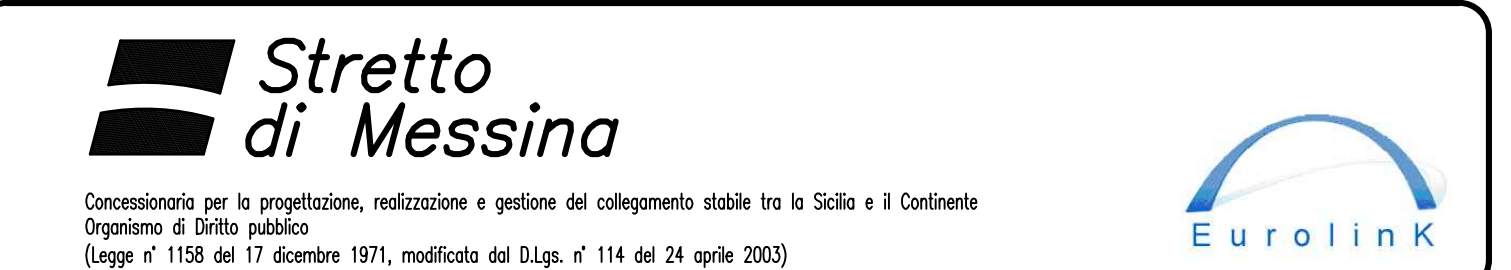 Stretto
di Messina
Concessionaria per la progettazione, realizzazione e gestione del collegamento stabile tra la Sicilia e il Continente
Organismo di Diritto pubblico
(Legge n° 1158 del 17 dicembre 1971, modificata dal D.Lgs. n° 114 del 24 aprile 2003)
EurolinK